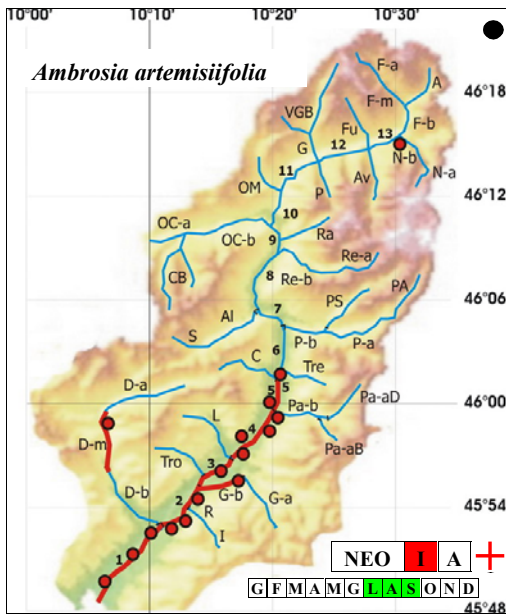 10°00' 10°10' 10°20' 10°30'
Ambrosia artemisiifolia
F-a
A
46°18'
VGB
F-m
Fu
F-b
13
G
12
N-b
11
N-a
OM
P
Av
46°12'
OC-a
10
Ra
OC-b
9
Re-a
CB
8
Re-b
PA
PS
46°06'
Al
7
S
P-b
P-a
6
C
Tre
D-a
5
5
Pa-aD
46°00'
L
Pa-b
4
D-m
Pa-aB
Tro
3
D-b
G-b
2
G-a
45°54'
R
I
1
NEO I A
G F M A M G L A S O N D
45°48'